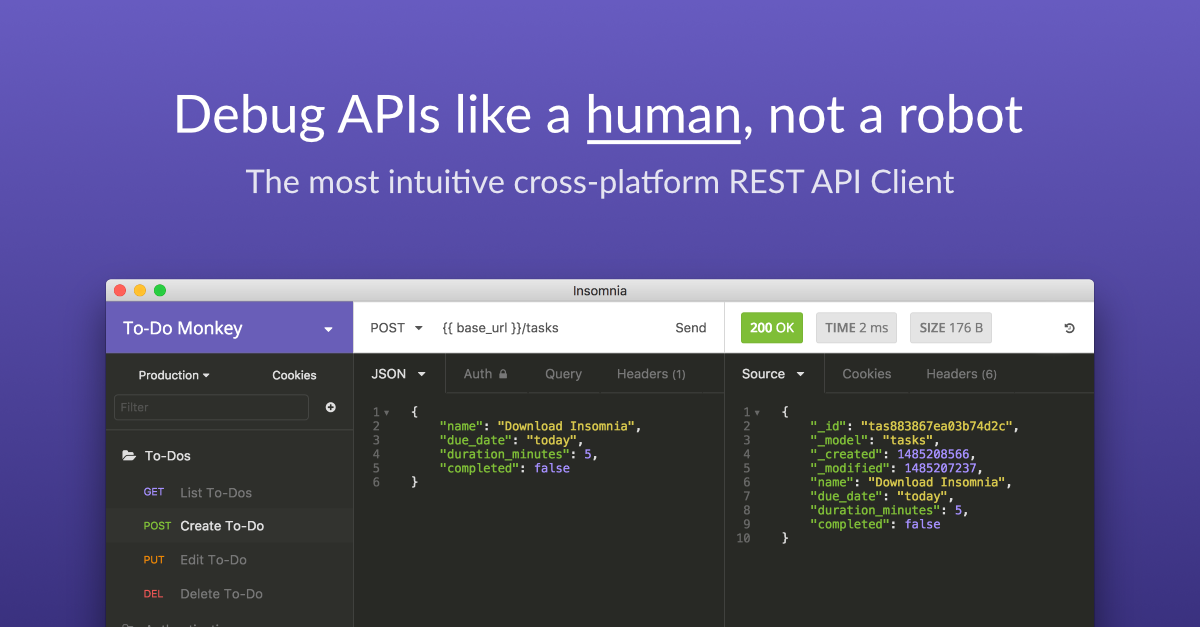 Debug APIs like a human, not a robot
The most intuitive cross-platform REST API Client
Insomnia
To-Do Monkey
POST {{ base_url }}/tasks Send
200 OK TIME 2 ms SIZE 176 B
Production Cookies
Filter
To-Dos
GET List To-Dos
POST Create To-Do
PUT Edit To-Do
DEL Delete To-Do
JSON Auth Query Headers (1)
1 {
2 "name": "Download Insomnia",
3 "due_date": "today",
4 "duration_minutes": 5,
5 "completed": false
6 }
Source Cookies Headers (6)
1 {
2 "_id": "tas883867ea03b74d2c",
3 "_model": "tasks",
4 "_created": 1485208566,
5 "_modified": 1485207237,
6 "name": "Download Insomnia",
7 "due_date": "today",
8 "duration_minutes": 5,
9 "completed": false
10 }